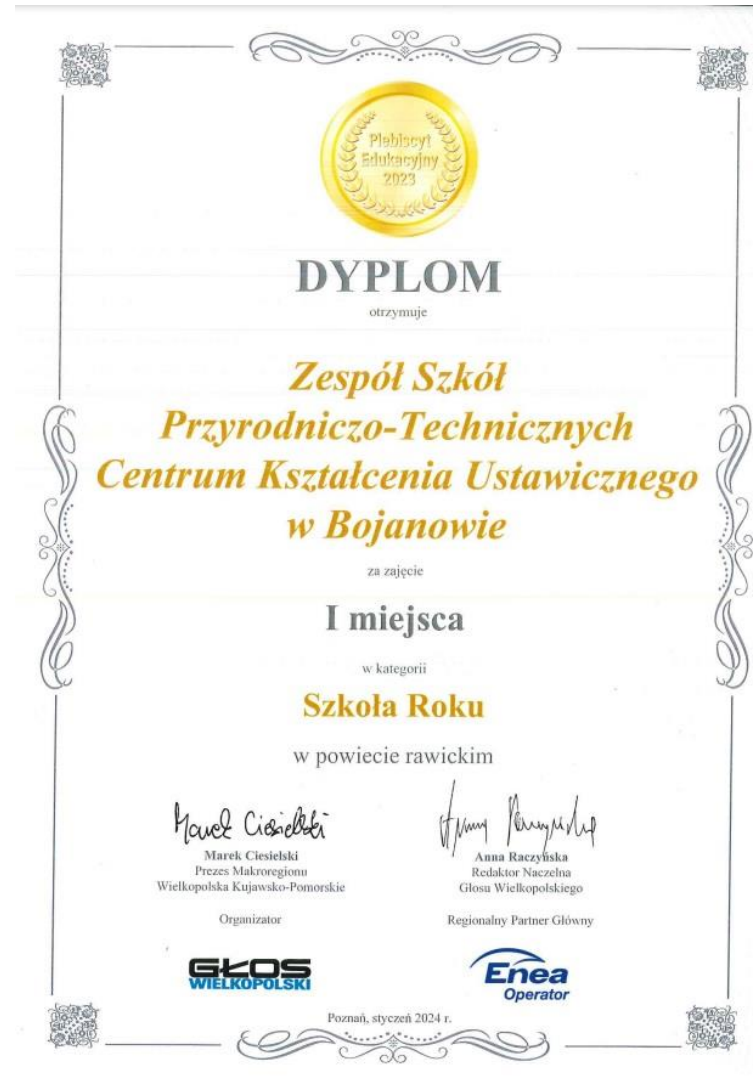 Plebiscyt
Edukacyjny
2023
DYPLOM
otrzymuje
Zespół Szkół
Przyrodniczo-Technicznych
Centrum Kształcenia Ustawicznego
w Bojanowie
za zajęcie
I miejsca
w kategorii
Szkoła Roku
w powiecie rawickim
Marek Ciesielski
Marek Ciesielski
Prezes Makroregionu
Wielkopolska Kujawsko-Pomorskie
Organizator
GŁOS
WIELKOPOLSKI
Anna Raczyńska
Redaktor Naczelna
Głosu Wielkopolskiego
Regionalny Partner Główny
Enea
Operator
Poznań, styczeń 2024 r.